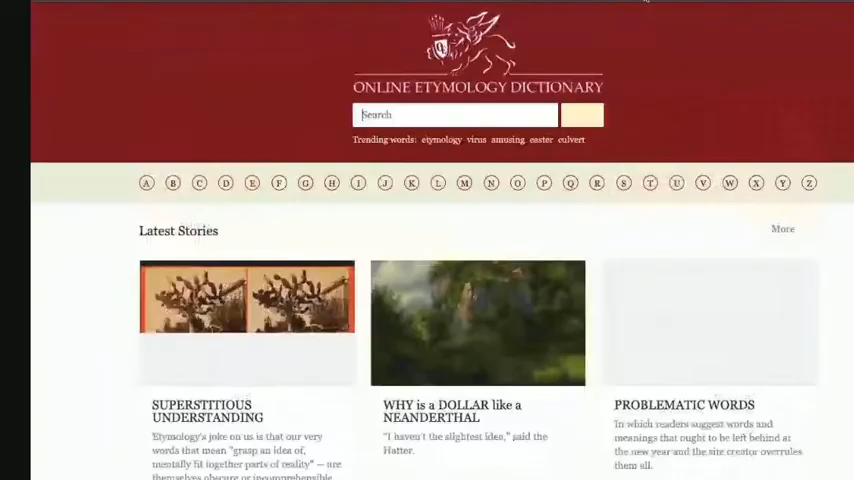 ONLINE ETYMOLOGY DICTIONARY
Search
Trending words: etymology virus amusing easter culvert
A B C D E F G H I J K L M N O P Q R S T U V W X Y Z
Latest Stories
More
SUPERSTITIOUS
UNDERSTANDING
Etymology's joke on us is that our very
words that mean "grasp an idea of,
mentally fit together parts of reality" — are
themselves obscure or incomprehensible
WHY is a DOLLAR like a
NEANDERTHAL
"I haven't the slightest idea," said the
Hatter.
PROBLEMATIC WORDS
In which readers suggest words and
meanings that ought to be left behind at
the new year and the site creator overrules
them all.